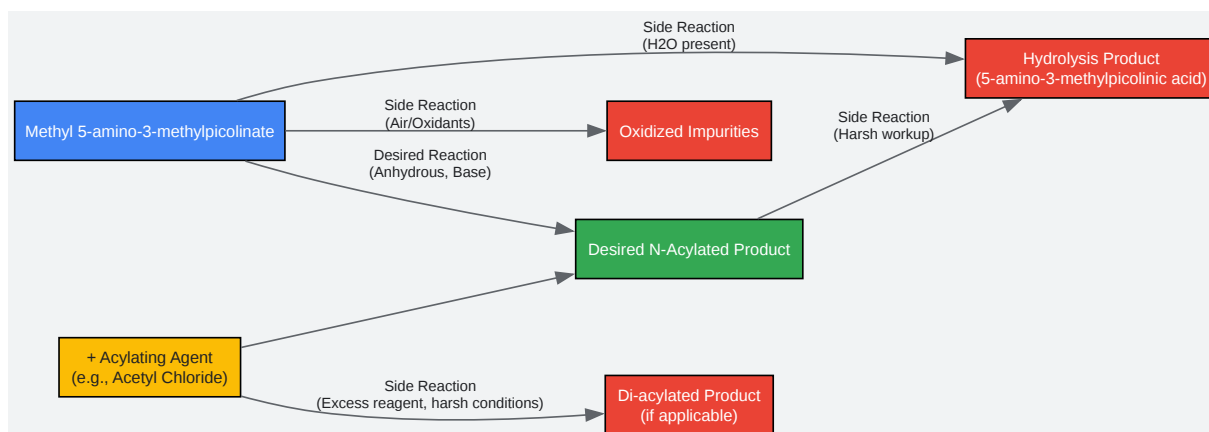 Side Reaction
(H2O present)
Hydrolysis Product
(5-amino-3-methylpicolinic acid)
Methyl 5-amino-3-methylpicolinate
Side Reaction
(Air/Oxidants)
Oxidized Impurities
Side Reaction
(Harsh workup)
Desired Reaction
(Anhydrous, Base)
Desired N-Acylated Product
+ Acylating Agent
(e.g., Acetyl Chloride)
Side Reaction
(Excess reagent, harsh conditions)
Di-acylated Product
(if applicable)